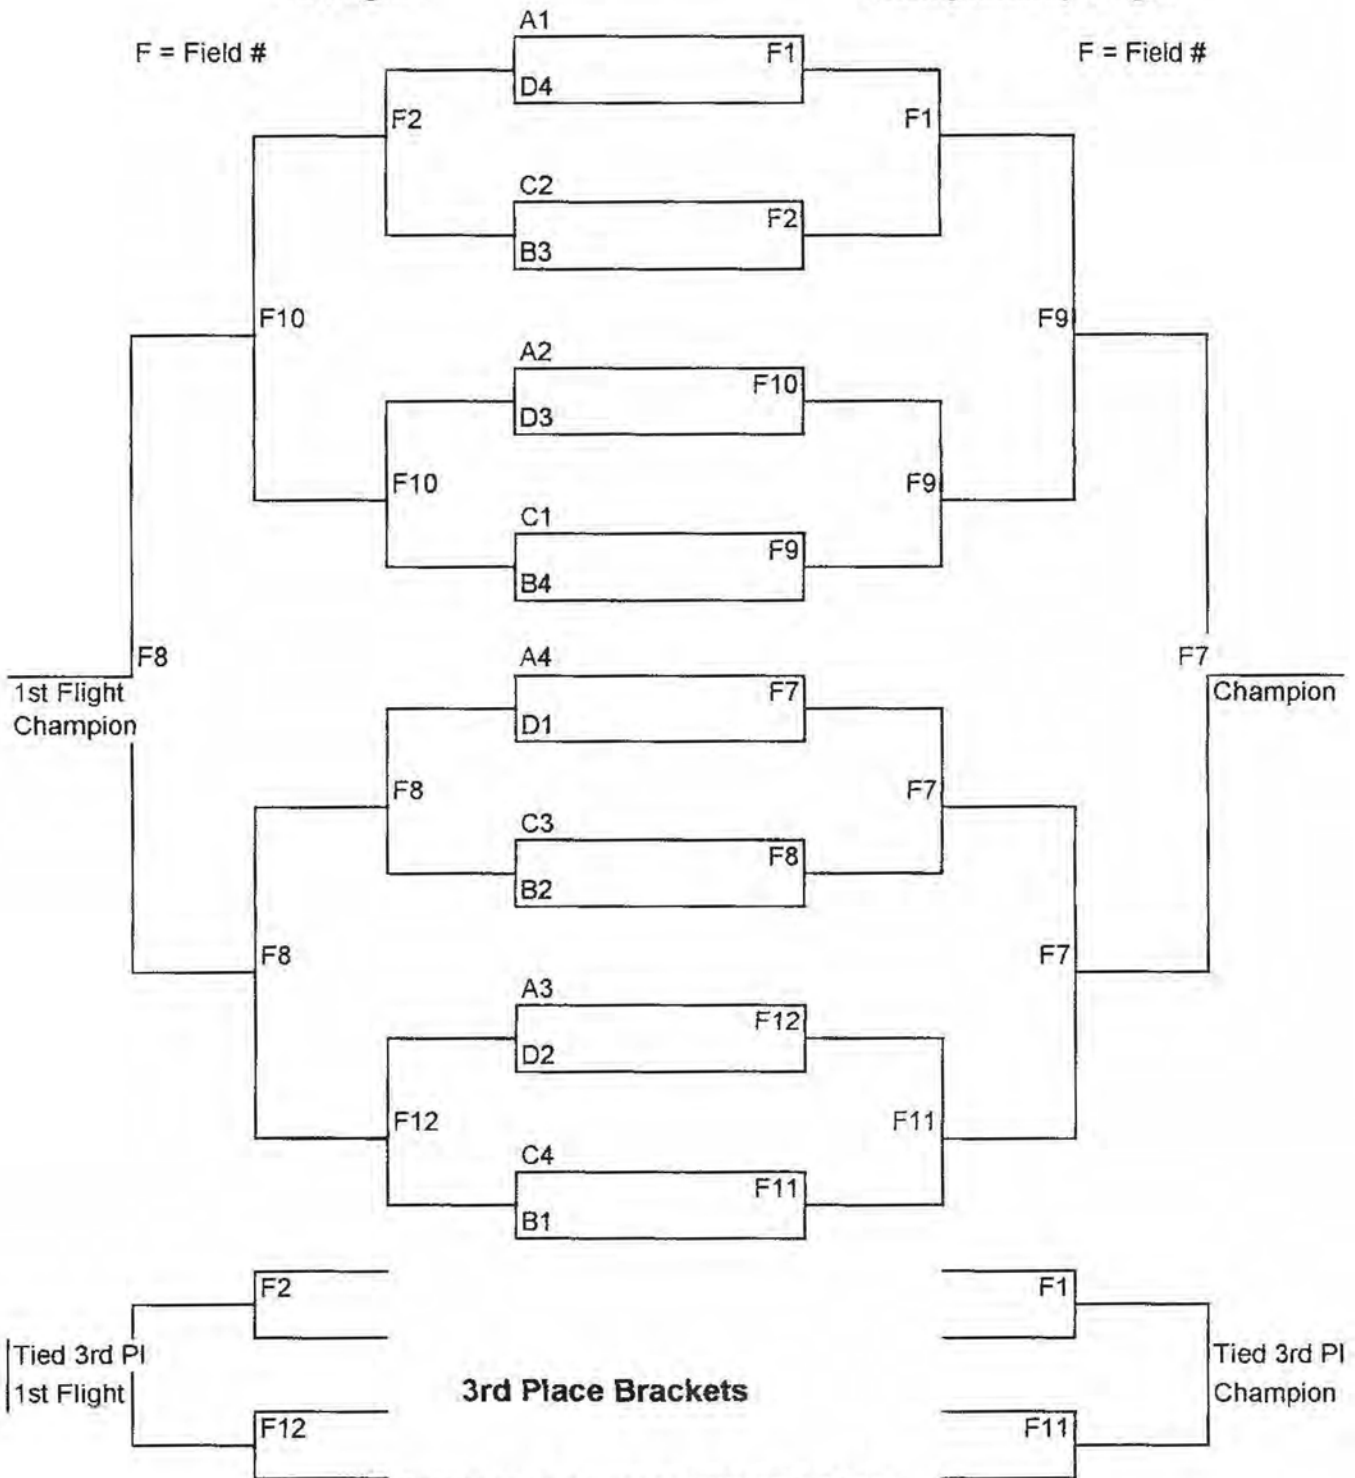 A1
F = Field #
F1
F = Field #
D4
F2
F1
C2
F2
B3
F10
F9
A2
F10
D3
F10
F9
C1
F9
B4
F8
A4
F7
1st Flight
F7
Champion
Champion
D1
F8
F7
C3
F8
B2
F8
F7
A3
F12
D2
F12
F11
C4
F11
B1
F2
F1
Tied 3rd Pl
Tied 3rd Pl
1st Flight
3rd Place Brackets
Champion
F12
F11